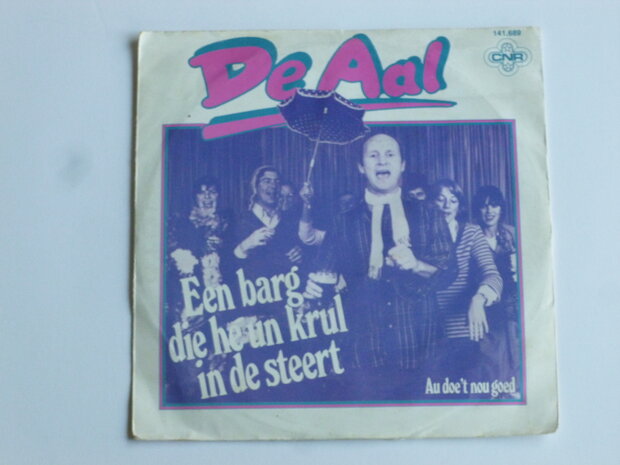 141.689
De Aal
CNR
Een barg
die he un krul
in de steert
Au doe't nou goed